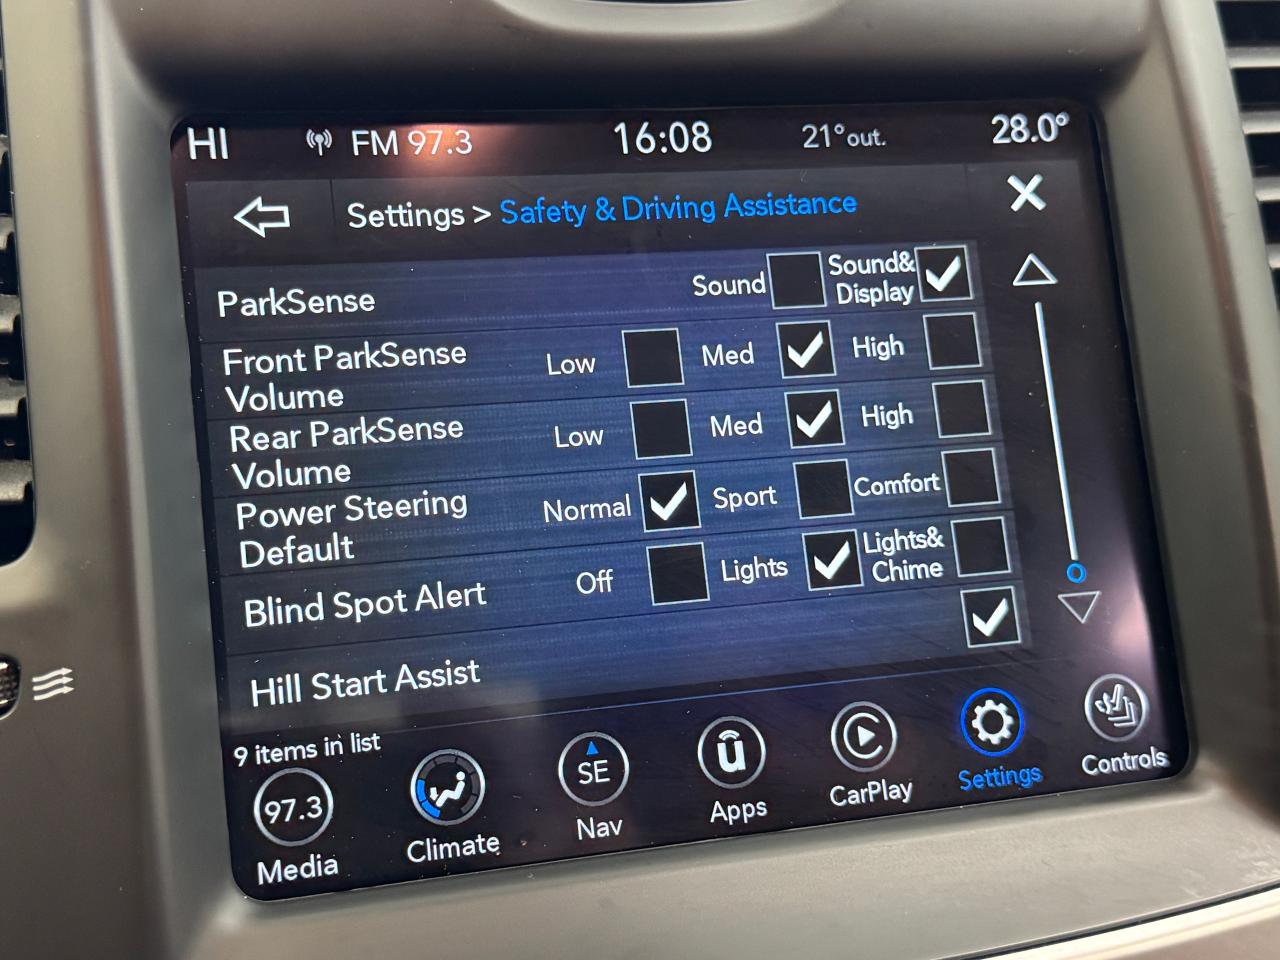 HI FM 97.3 16:08 21° out. 28.0°
Settings > Safety & Driving Assistance
ParkSense Sound Sound& Display
Front ParkSense Volume Low Med High
Rear ParkSense Volume Low Med High
Power Steering Default Normal Sport Comfort
Blind Spot Alert Off Lights Lights& Chime
Hill Start Assist
9 items in list
97.3 SE ū
Media Climate Nav Apps CarPlay Settings Controls